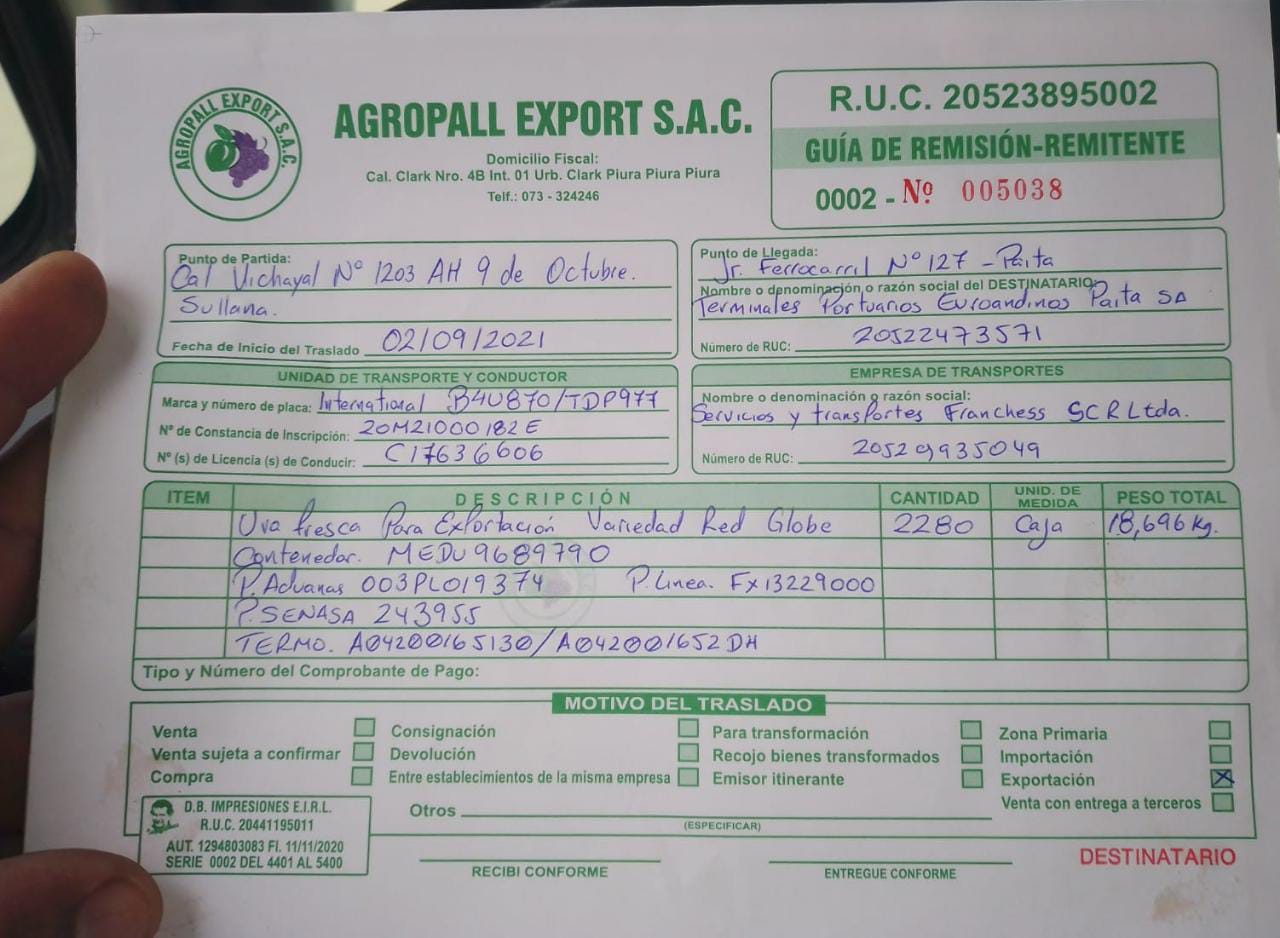 AGROPALL EXPORT S.A.C.
AGROPALL EXPORT S.A.C.
Domicilio Fiscal:
Cal. Clark Nro. 4B Int. 01 Urb. Clark Piura Piura Piura
Telf.: 073 - 324246
R.U.C. 20523895002
GUÍA DE REMISIÓN-REMITENTE
0002 - Nº 005038
Punto de Partida:
Cal Vichayal Nº 1203 AH 9 de Octubre.
Sullana.
Fecha de Inicio del Traslado 02/09/2021
Punto de Llegada:
Jr. Ferrocarril Nº 127 - Paita
Nombre o denominación o razón social del DESTINATARIO:
Terminales Portuarios Euroandinos Paita SA
Número de RUC: 20522473571
UNIDAD DE TRANSPORTE Y CONDUCTOR
Marca y número de placa: International B4U870/TDP977
Nº de Constancia de Inscripción: 20M21000182E
Nº (s) de Licencia (s) de Conducir: C17636606
EMPRESA DE TRANSPORTES
Nombre o denominación o razón social:
Servicios y transportes Franchess SCR Ltda.
Número de RUC: 20529935049
ITEM DESCRIPCIÓN CANTIDAD UNID. DE MEDIDA PESO TOTAL
Uva fresca Para Exportación Variedad Red Globe 2280 Caja 18,696 Kg.
Contenedor. MEDU9689790
P. Aduanas 003PL019374 P. Linea. Fx13229000
P. SENASA 243955
TERMO. A04200165130/A042001652DH
Tipo y Número del Comprobante de Pago:
MOTIVO DEL TRASLADO
Venta
Venta sujeta a confirmar
Compra
Consignación
Devolución
Entre establecimientos de la misma empresa
Para transformación
Recojo bienes transformados
Emisor itinerante
Zona Primaria
Importación
Exportación X
Venta con entrega a terceros
Otros
(ESPECIFICAR)
D.B. IMPRESIONES E.I.R.L.
R.U.C. 20441195011
AUT. 1294803083 FI. 11/11/2020
SERIE 0002 DEL 4401 AL 5400
RECIBI CONFORME
ENTREGUE CONFORME
DESTINATARIO